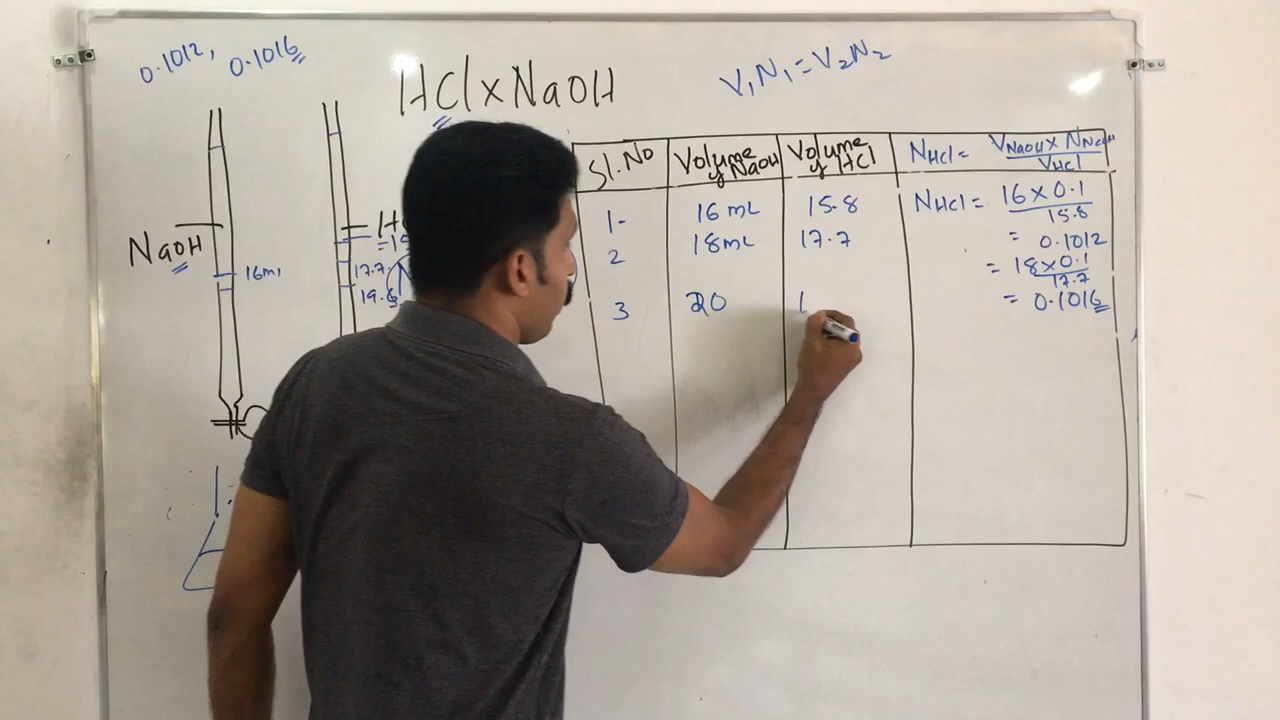 0.1012, 0.1016
HCl x NaOH
V₁N₁ = V₂N₂
NaOH
16ml
17.7
19.6
Sl.No
Volume of NaOH
Volume of HCl
NHCl = VNaOH x NNaOH / VHCl
1-
16 mL
15.8
NHCl = 16 x 0.1 / 15.8
= 0.1012
2
18mL
17.7
= 18 x 0.1 / 17.7
= 0.1016
3
20